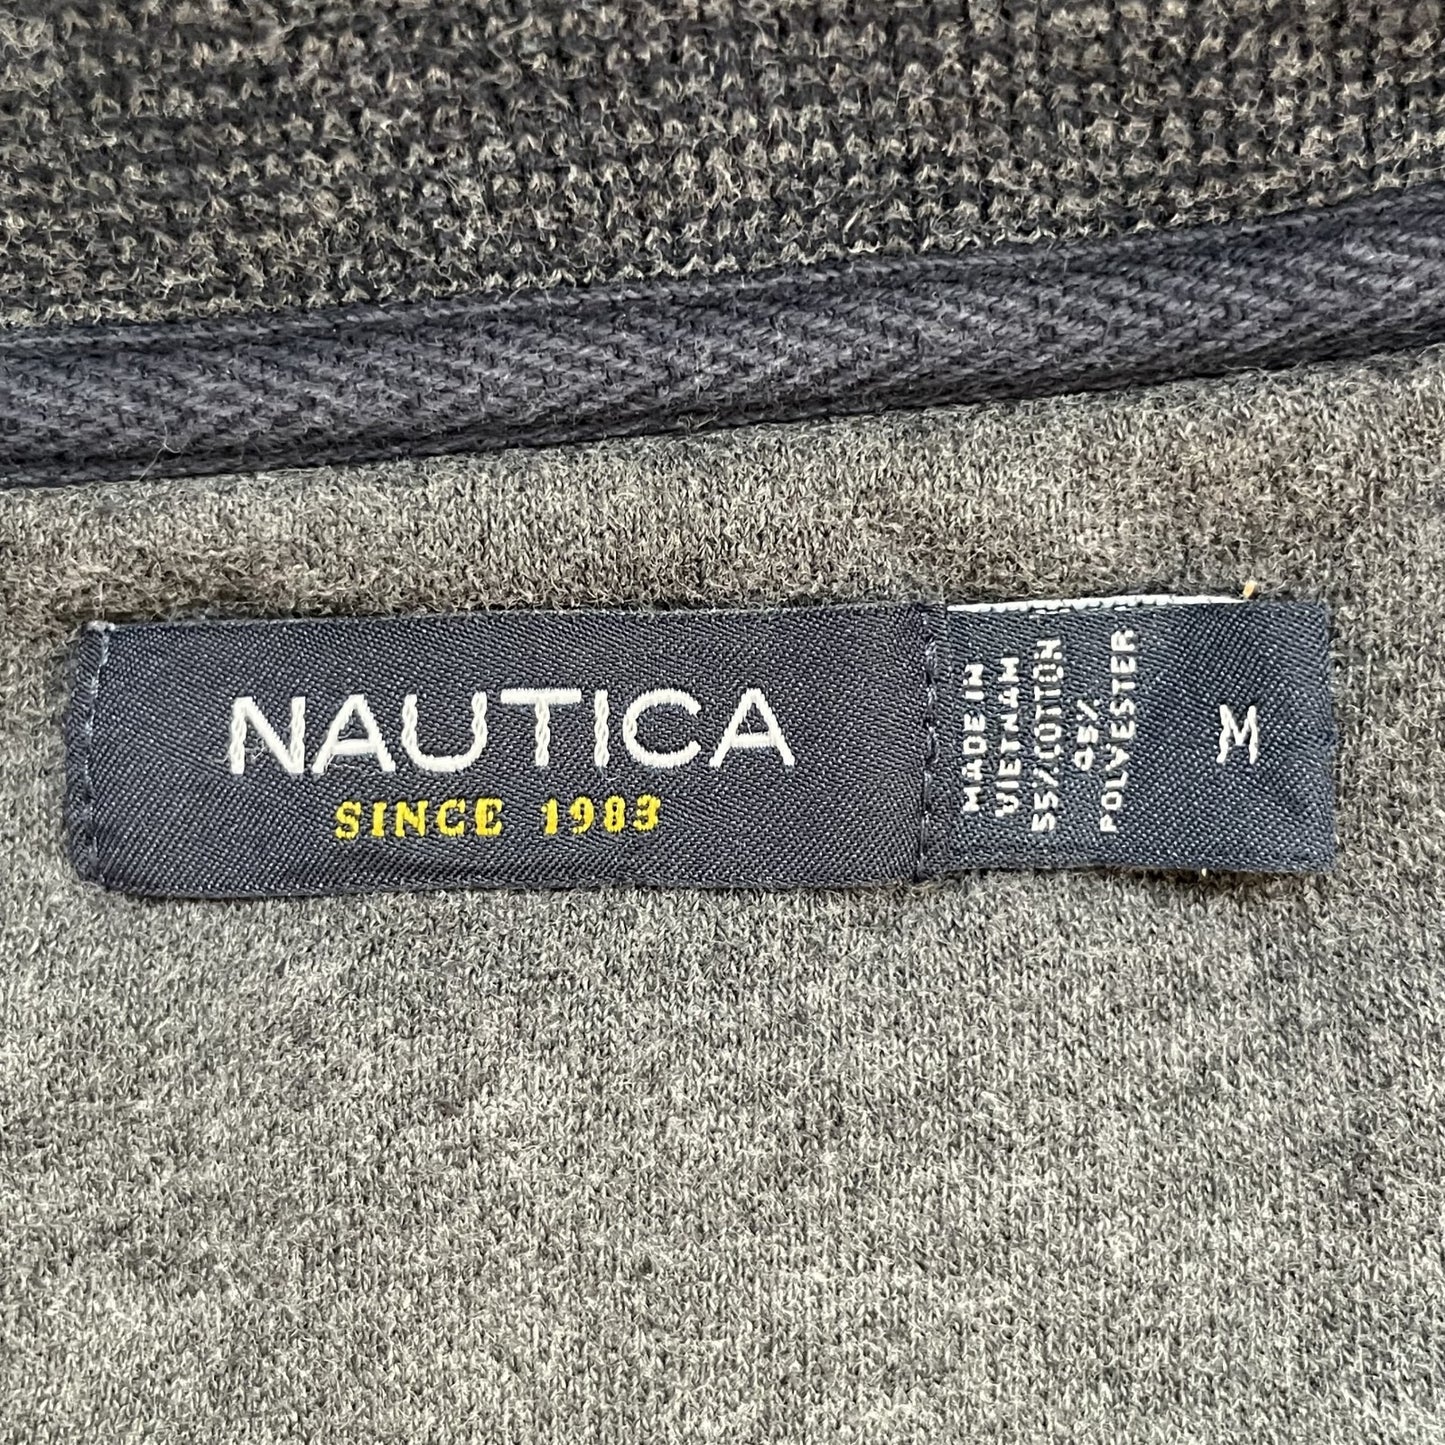 NAUTICA
SINCE 1983
MADE IN
VIETNAM
55% COTTON
45%
POLYESTER
M